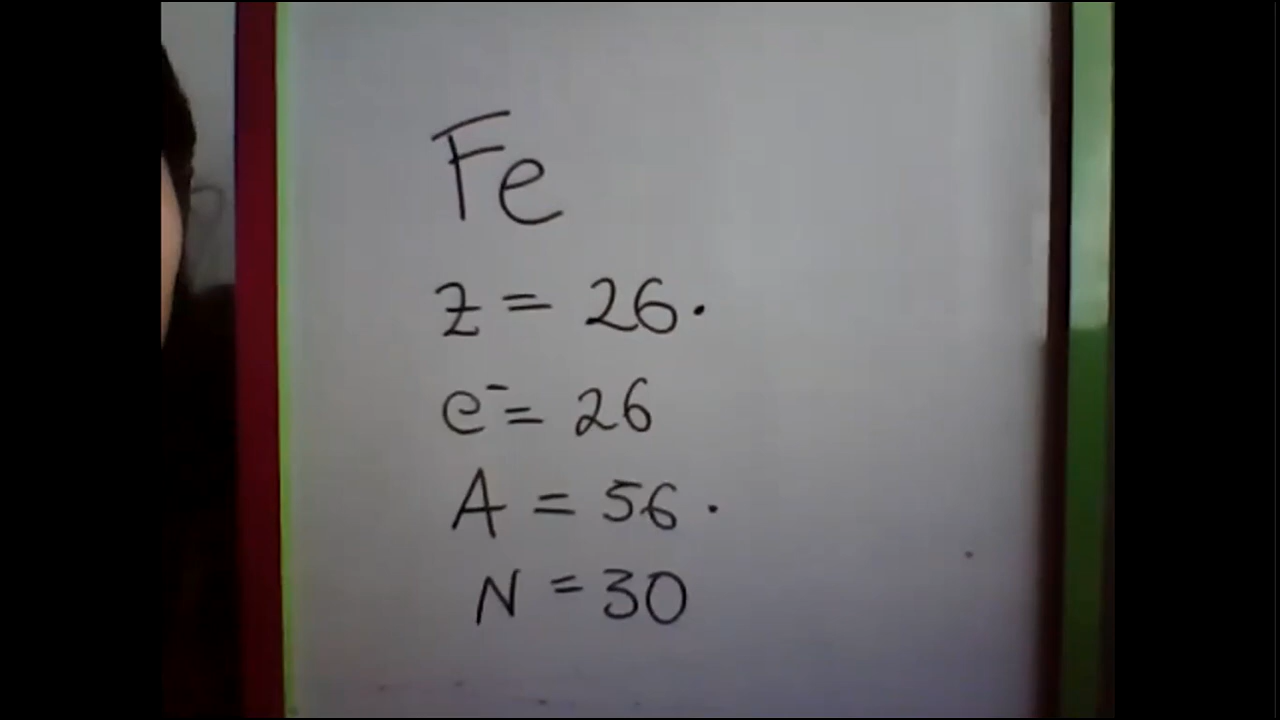 Fe
Z = 26.
e⁻ = 26
A = 56.
N = 30